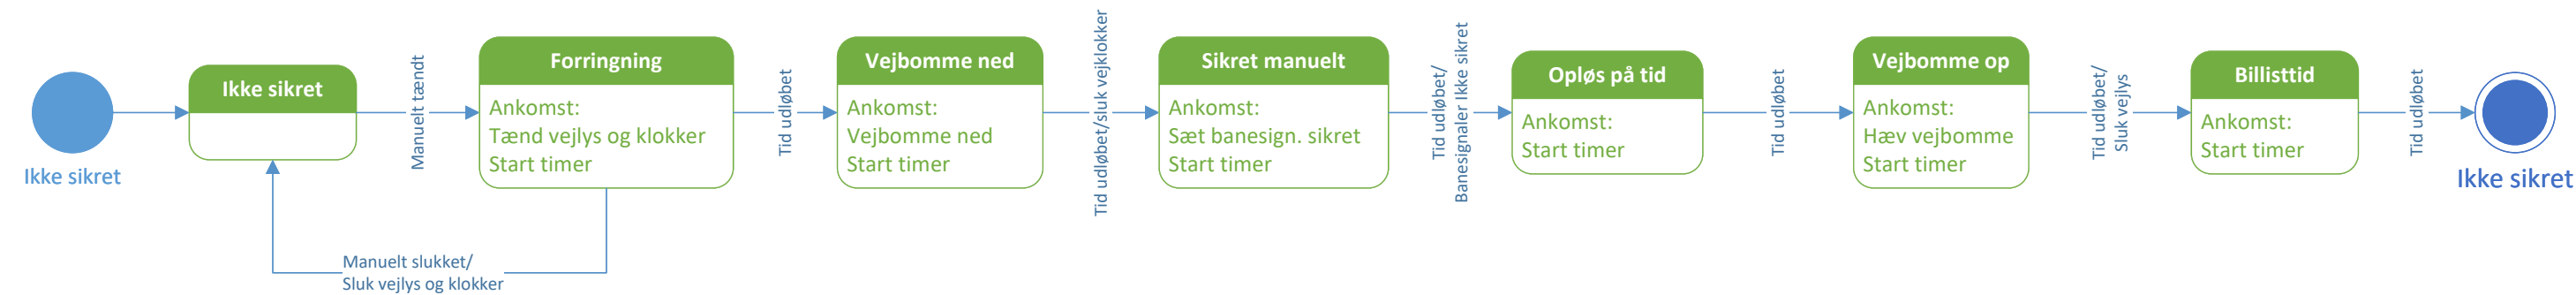 Ikke sikret
Ikke sikret
Manuelt tændt
Forringning
Ankomst:
Tænd vejlys og klokker
Start timer
Manuelt slukket/
Sluk vejlys og klokker
Tid udløbet
Vejbomme ned
Ankomst:
Vejbomme ned
Start timer
Tid udløbet/sluk vejklokker
Sikret manuelt
Ankomst:
Sæt banesign. sikret
Start timer
Tid udløbet/
Banesignaler Ikke sikret
Opløs på tid
Ankomst:
Start timer
Tid udløbet
Vejbomme op
Ankomst:
Hæv vejbomme
Start timer
Tid udløbet/
Sluk vejlys
Billisttid
Ankomst:
Start timer
Tid udløbet
Ikke sikret